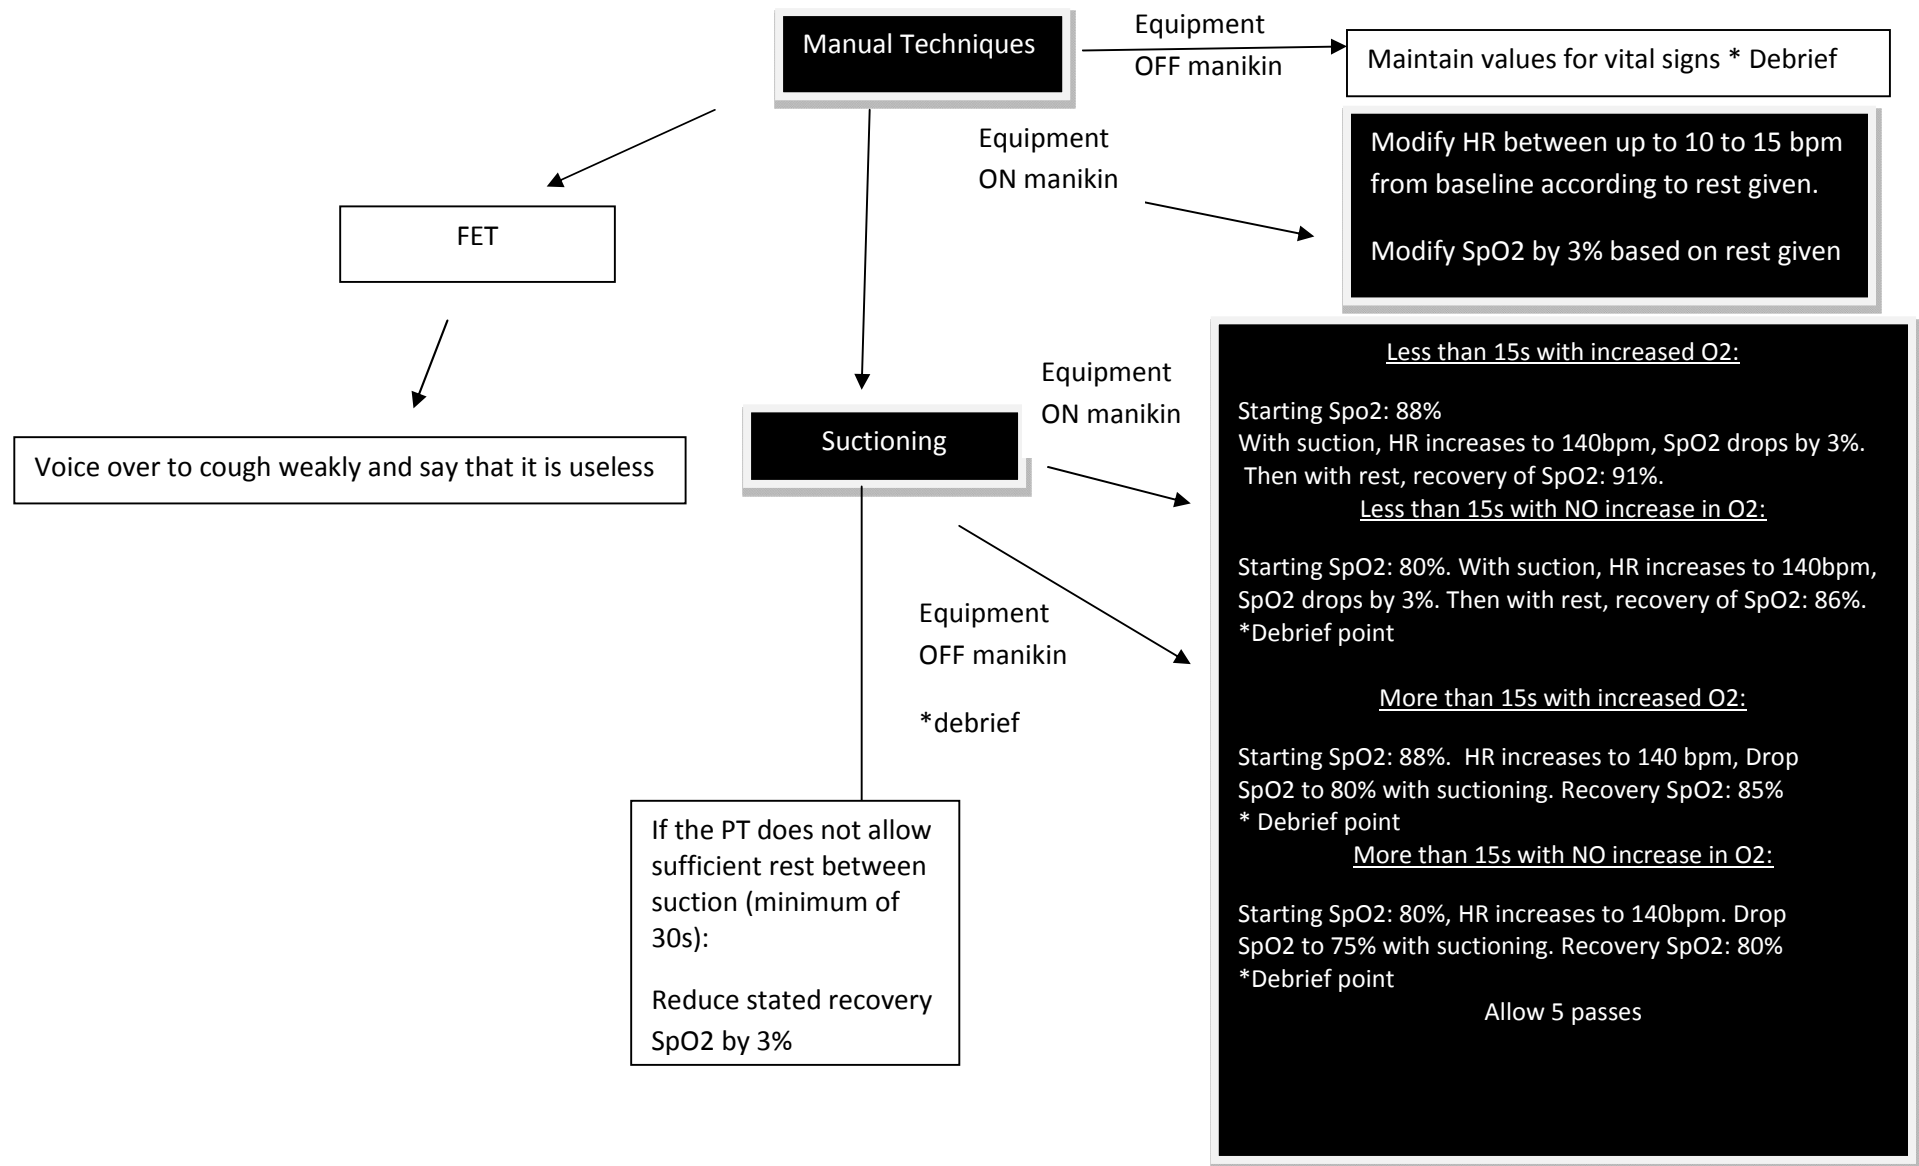 Manual Techniques
Equipment
OFF manikin
Maintain values for vital signs * Debrief
Equipment
ON manikin
Modify HR between up to 10 to 15 bpm
from baseline according to rest given.
Modify SpO2 by 3% based on rest given
FET
Voice over to cough weakly and say that it is useless
Suctioning
Equipment
ON manikin
Equipment
OFF manikin
*debrief
Less than 15s with increased O2:
Starting Spo2: 88%
With suction, HR increases to 140bpm, SpO2 drops by 3%.
Then with rest, recovery of SpO2: 91%.
Less than 15s with NO increase in O2:
Starting SpO2: 80%. With suction, HR increases to 140bpm,
SpO2 drops by 3%. Then with rest, recovery of SpO2: 86%.
*Debrief point
More than 15s with increased O2:
Starting SpO2: 88%.  HR increases to 140 bpm, Drop
SpO2 to 80% with suctioning. Recovery SpO2: 85%
* Debrief point
More than 15s with NO increase in O2:
Starting SpO2: 80%, HR increases to 140bpm. Drop
SpO2 to 75% with suctioning. Recovery SpO2: 80%
*Debrief point
Allow 5 passes
If the PT does not allow
sufficient rest between
suction (minimum of
30s):
Reduce stated recovery
SpO2 by 3%